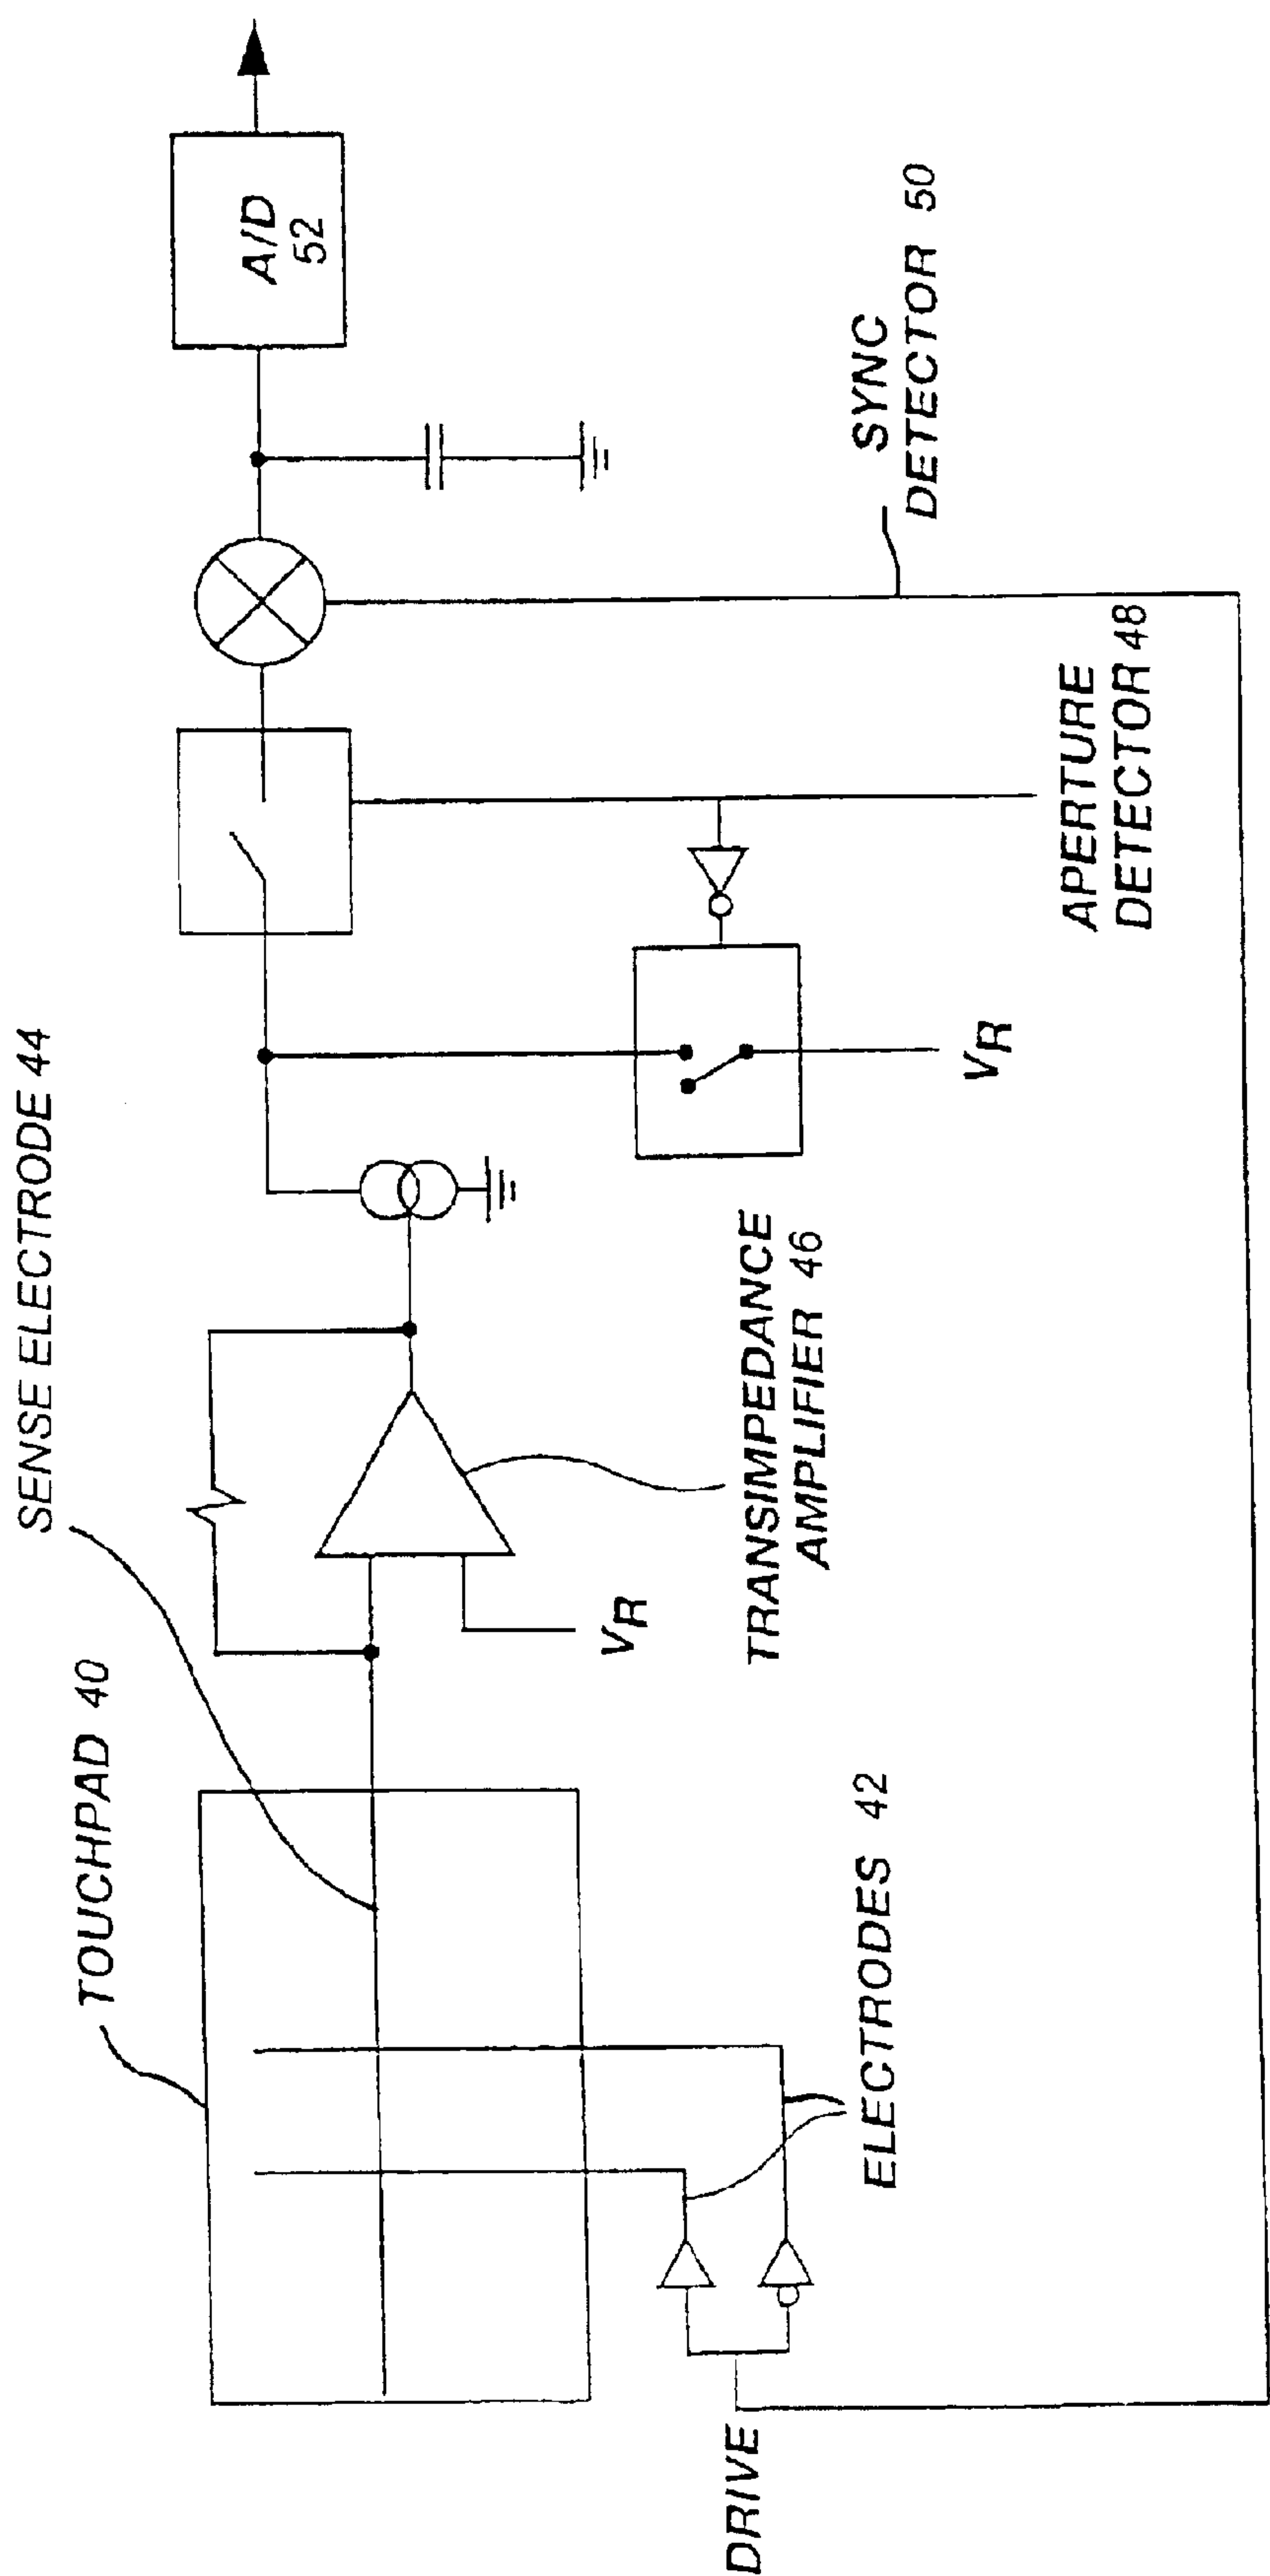 SENSE ELECTRODE 44
TOUCHPAD 40
A/D
52
VR
TRANSIMPEDANCE
AMPLIFIER 46
VR
SYNC
DETECTOR 50
APERTURE
DETECTOR 48
ELECTRODES 42
DRIVE